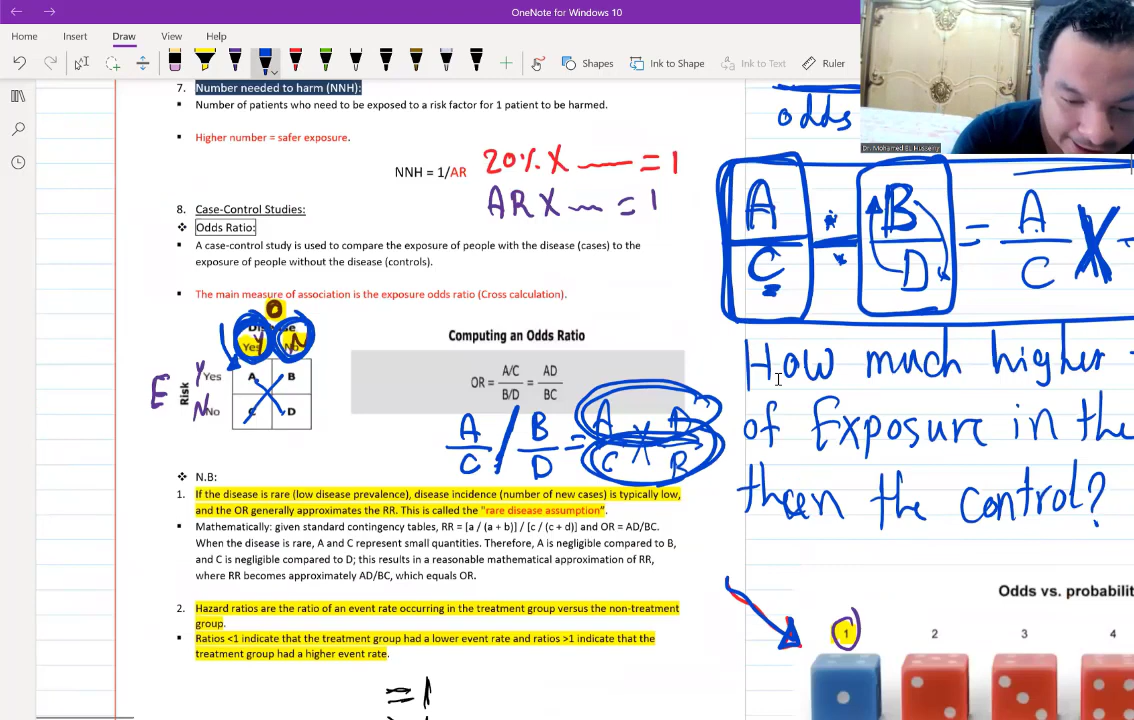 OneNote for Windows 10
Home Insert Draw View Help
Shapes Ink to Shape Ink to Text Ruler
Dr. Mohamed EL Husseiny
7. Number needed to harm (NNH):
▪ Number of patients who need to be exposed to a risk factor for 1 patient to be harmed.
▪ Higher number = safer exposure.
NNH = 1/AR
20% X — = 1
ARX = 1
8. Case-Control Studies:
❖ Odds Ratio:
▪ A case-control study is used to compare the exposure of people with the disease (cases) to the
exposure of people without the disease (controls).
▪ The main measure of association is the exposure odds ratio (Cross calculation).
O
Disease
Yes Y No N
E Risk
Y Yes A B
N No C D
Computing an Odds Ratio
OR = A/C / B/D = AD / BC
A/C / B/D = A X D / C B
❖ N.B:
1. If the disease is rare (low disease prevalence), disease incidence (number of new cases) is typically low,
and the OR generally approximates the RR. This is called the "rare disease assumption".
▪ Mathematically: given standard contingency tables, RR = [a / (a + b)] / [c / (c + d)] and OR = AD/BC.
When the disease is rare, A and C represent small quantities. Therefore, A is negligible compared to B,
and C is negligible compared to D; this results in a reasonable mathematical approximation of RR,
where RR becomes approximately AD/BC, which equals OR.
2. Hazard ratios are the ratio of an event rate occurring in the treatment group versus the non-treatment
group.
▪ Ratios <1 indicate that the treatment group had a lower event rate and ratios >1 indicate that the
treatment group had a higher event rate.
= 1
odds
A/C ÷ B/D = A/C X
How much higher
of Exposure in the
than the control?
Odds vs. probabilit
1 2 3 4